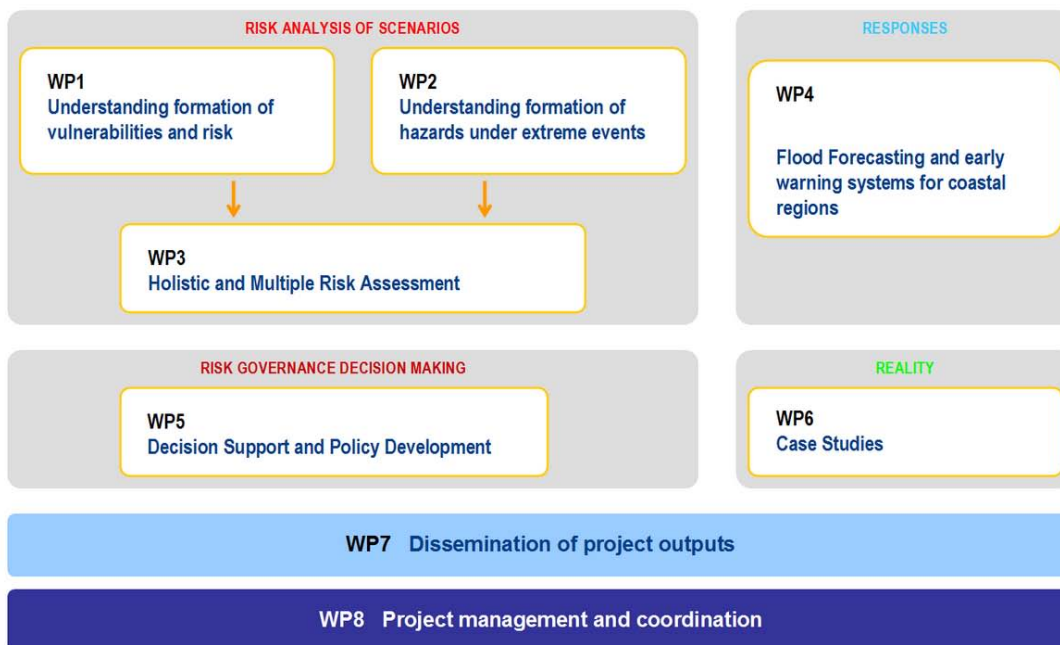 RISK ANALYSIS OF SCENARIOS
WP1
Understanding formation of
vulnerabilities and risk
WP2
Understanding formation of
hazards under extreme events
WP3
Holistic and Multiple Risk Assessment
RESPONSES
WP4
Flood Forecasting and early
warning systems for coastal
regions
RISK GOVERNANCE DECISION MAKING
WP5
Decision Support and Policy Development
REALITY
WP6
Case Studies
WP7 Dissemination of project outputs
WP8 Project management and coordination